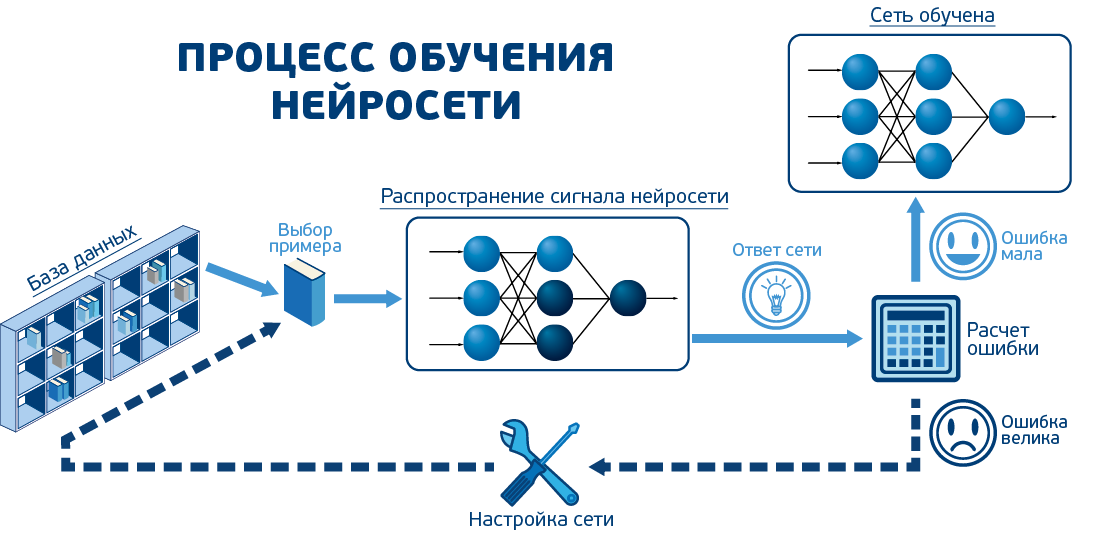 ПРОЦЕСС ОБУЧЕНИЯ
НЕЙРОСЕТИ
База данных
Выбор
примера
Распространение сигнала нейросети
Ответ сети
Расчет
ошибки
Ошибка
мала
Сеть обучена
Ошибка
велика
Настройка сети